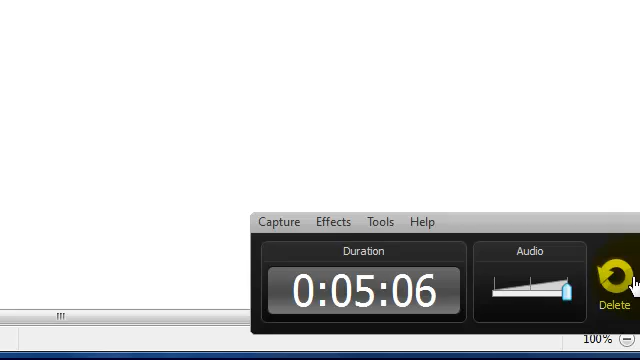 Capture Effects Tools Help
Duration
Audio
0:05:06
Delete
100%